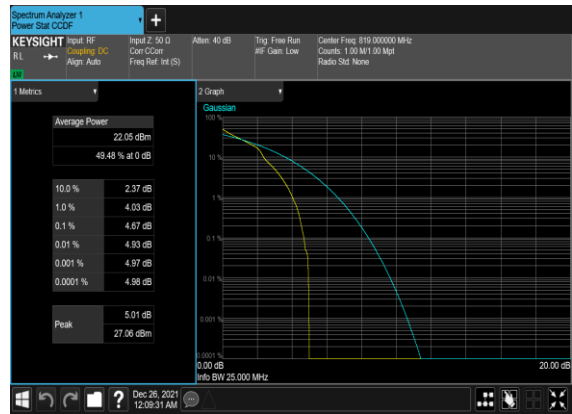 Spectrum Analyzer 1
Power Stat CCDF
+
KEYSIGHT
RL
Input: RF
Coupling: DC
Align: Auto
Input Z: 50 Ω
Corr CCorr
Freq Ref: Int (S)
Atten: 40 dB
Trig: Free Run
#IF Gain: Low
Center Freq: 819.000000 MHz
Counts: 1.00 M/1.00 Mpt
Radio Std: None
1 Metrics
Average Power
22.05 dBm
49.48 % at 0 dB
10.0 % 2.37 dB
1.0 % 4.03 dB
0.1 % 4.67 dB
0.01 % 4.93 dB
0.001 % 4.97 dB
0.0001 % 4.98 dB
Peak
5.01 dB
27.06 dBm
2 Graph
Gaussian
100 %
10 %
1 %
0.1 %
0.01 %
0.001 %
0.0001 %
0.00 dB 20.00 dB
Info BW 25.000 MHz
? Dec 26, 2021
12:09:31 AM